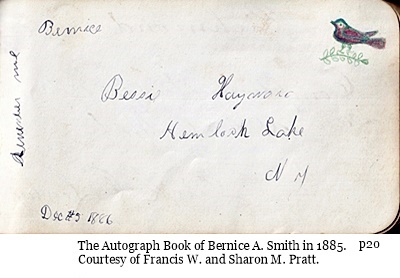 Bernice
Remember me
Bessie Hayward
Hemlock Lake
N Y
Dec #3 1886
The Autograph Book of Bernice A. Smith in 1885. p20
Courtesy of Francis W. and Sharon M. Pratt.